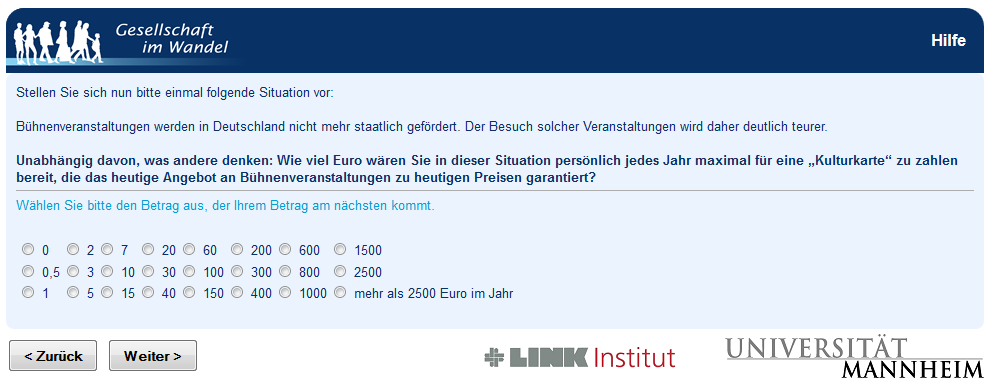 Gesellschaft
im Wandel
Hilfe
Stellen Sie sich nun bitte einmal folgende Situation vor:
Bühnenveranstaltungen werden in Deutschland nicht mehr staatlich gefördert. Der Besuch solcher Veranstaltungen wird daher deutlich teurer.
Unabhängig davon, was andere denken: Wie viel Euro wären Sie in dieser Situation persönlich jedes Jahr maximal für eine „Kulturkarte“ zu zahlen
bereit, die das heutige Angebot an Bühnenveranstaltungen zu heutigen Preisen garantiert?
Wählen Sie bitte den Betrag aus, der Ihrem Betrag am nächsten kommt.
0 2 7 20 60 200 600 1500
0,5 3 10 30 100 300 800 2500
1 5 15 40 150 400 1000 mehr als 2500 Euro im Jahr
< Zurück Weiter >
LINK Institut
UNIVERSITÄT
MANNHEIM